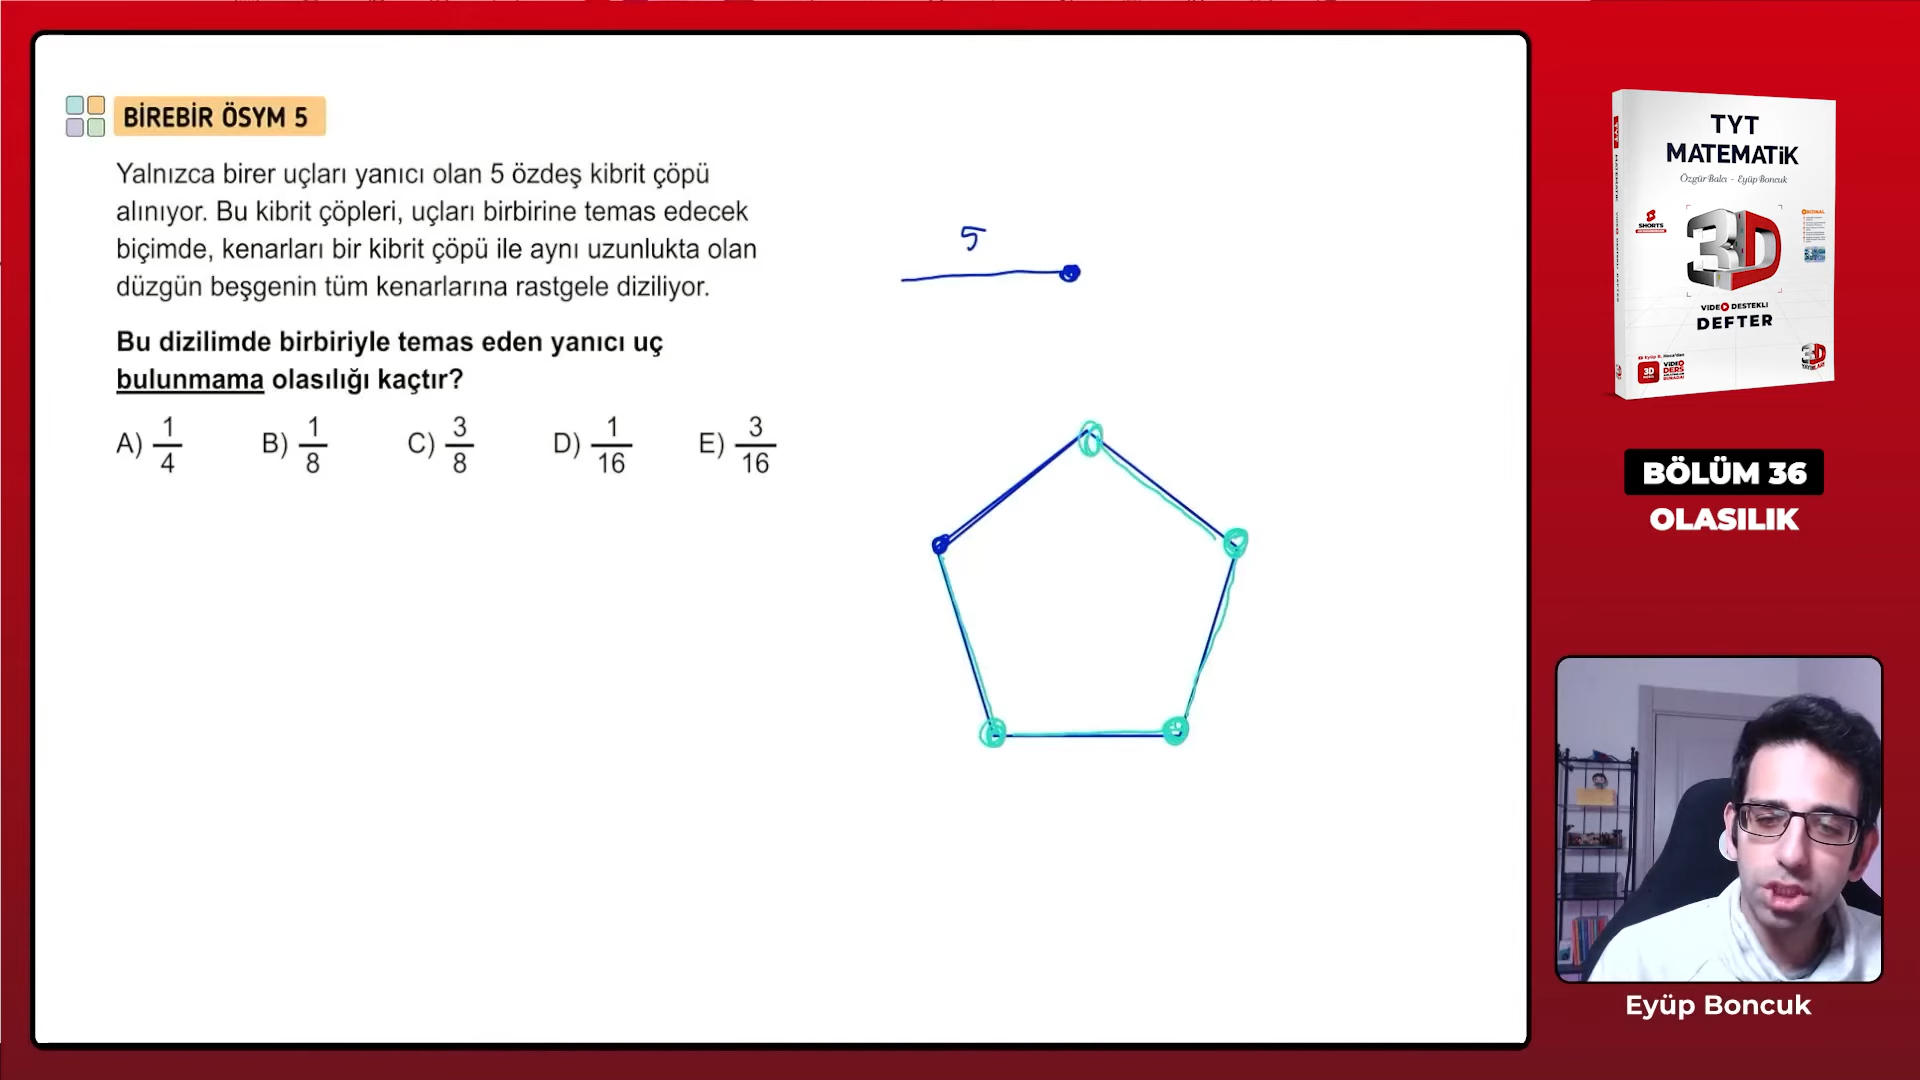 BİREBİR ÖSYM 5
Yalnızca birer uçları yanıcı olan 5 özdeş kibrit çöpü
alınıyor. Bu kibrit çöpleri, uçları birbirine temas edecek
biçimde, kenarları bir kibrit çöpü ile aynı uzunlukta olan
düzgün beşgenin tüm kenarlarına rastgele diziliyor.
Bu dizilimde birbiriyle temas eden yanıcı uç
bulunmama olasılığı kaçtır?
A) 1/4 B) 1/8 C) 3/8 D) 1/16 E) 3/16
5
TYT
MATEMATİK
Özgür Balcı - Eyüp Boncuk
SHORTS
3D
VIDEO DESTEKLİ
DEFTER
BÖLÜM 36
OLASILIK
Eyüp Boncuk